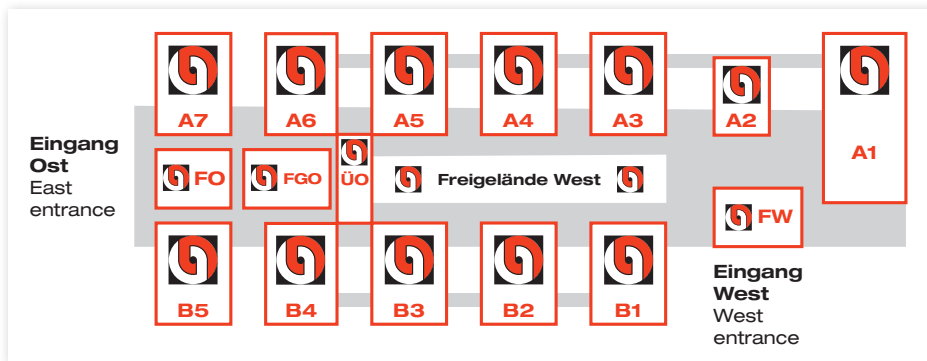 A7
A6
A5
A4
A3
A2
A1
Eingang
Ost
East
entrance
FO
FGO
ÜO
Freigelände West
FW
B5
B4
B3
B2
B1
Eingang
West
West
entrance